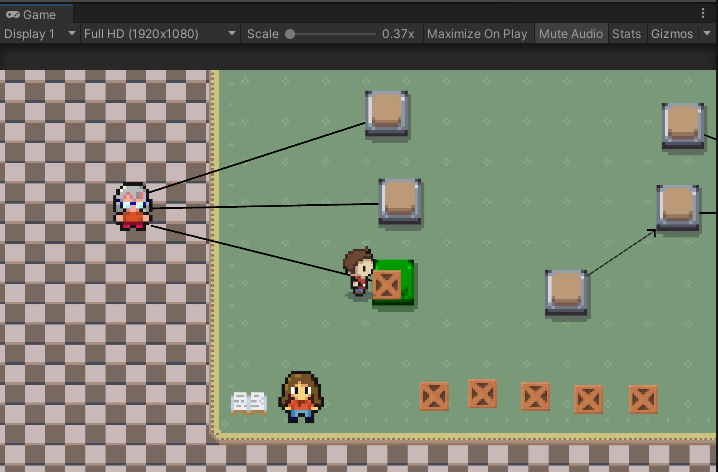 Game
Display 1 Full HD (1920x1080) Scale 0.37x Maximize On Play Mute Audio Stats Gizmos